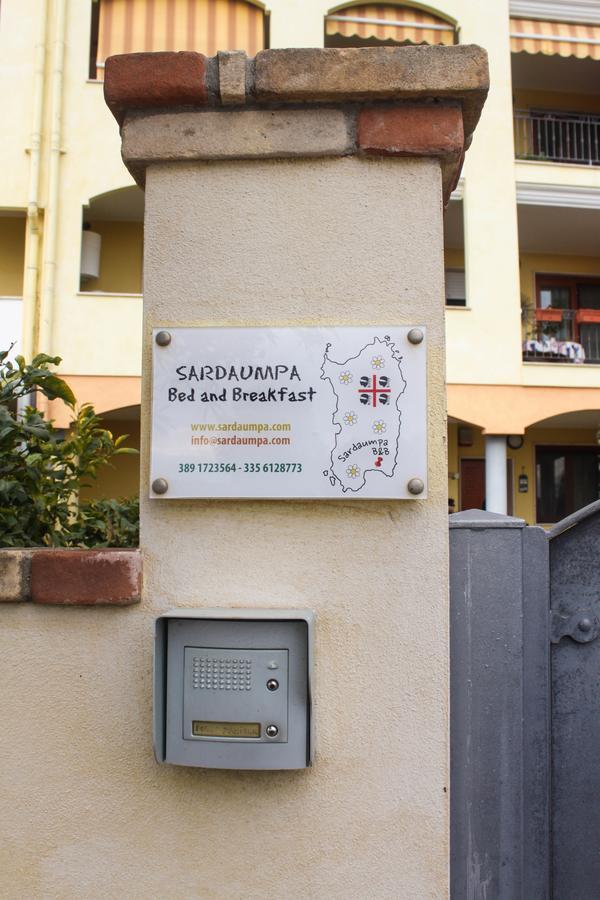 SARDAUMPA
Bed and Breakfast
www.sardaumpa.com
info@sardaumpa.com
389 1723564 - 335 6128773
Sardaumpa
B&B